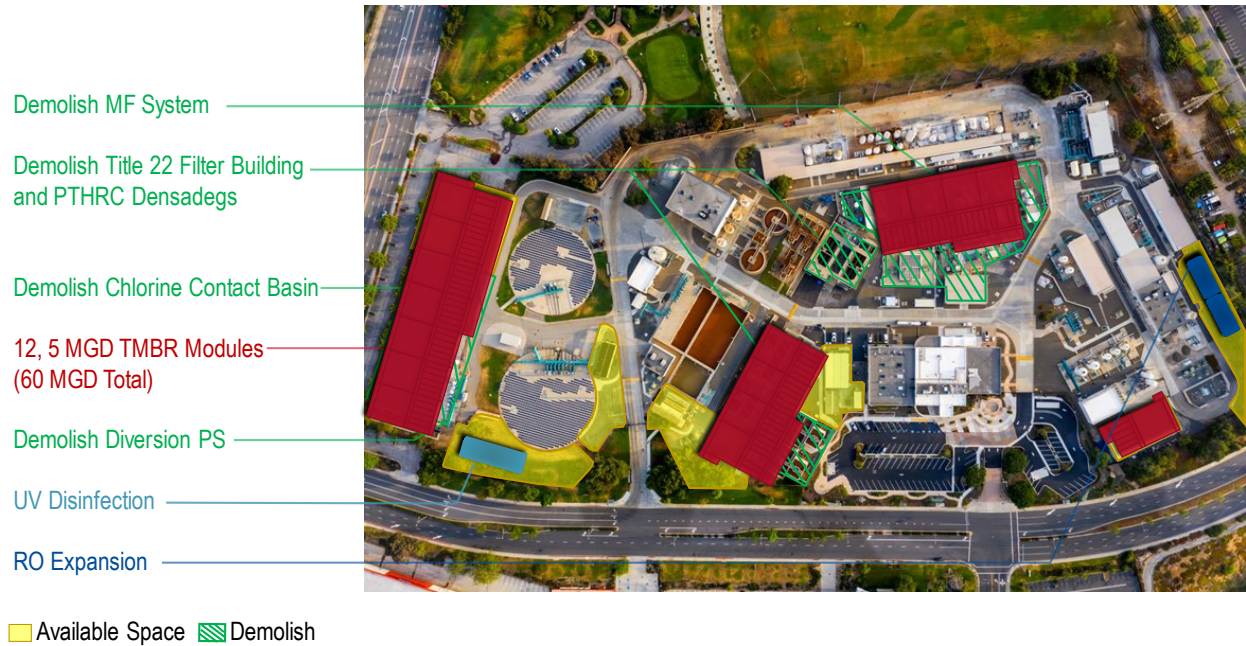 Demolish MF System
Demolish Title 22 Filter Building
and PTHRC Densadegs
Demolish Chlorine Contact Basin
12, 5 MGD TMBR Modules
(60 MGD Total)
Demolish Diversion PS
UV Disinfection
RO Expansion
Available Space
Demolish